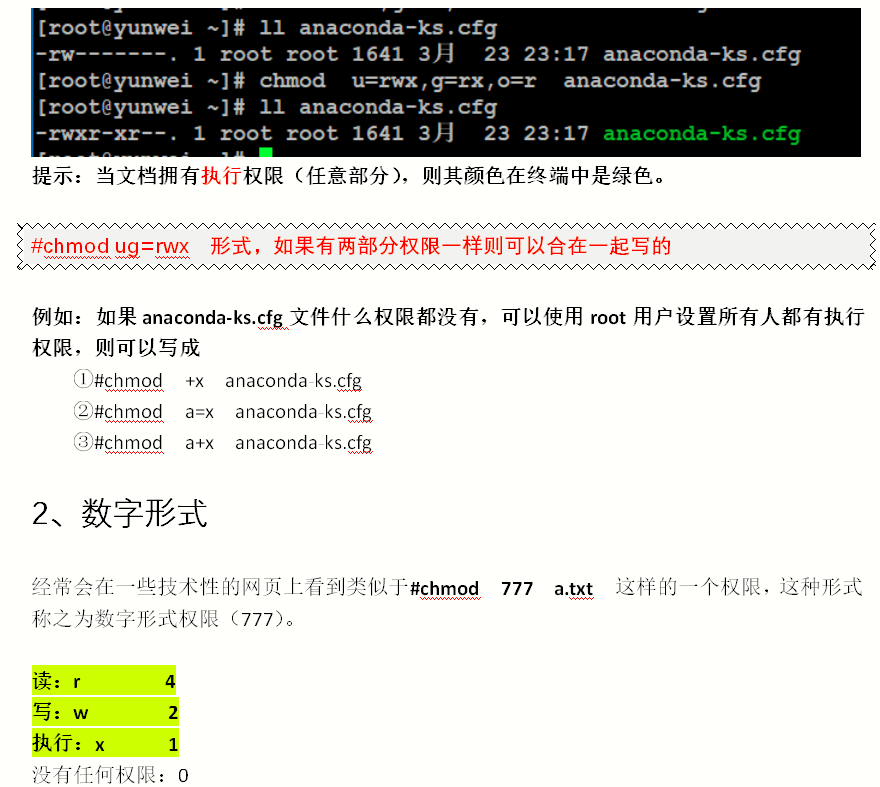 [root@yunwei ~]# ll anaconda-ks.cfg
-rw-------. 1 root root 1641 3月  23 23:17 anaconda-ks.cfg
[root@yunwei ~]# chmod  u=rwx,g=rx,o=r  anaconda-ks.cfg
[root@yunwei ~]# ll anaconda-ks.cfg
-rwxr-xr--. 1 root root 1641 3月  23 23:17 anaconda-ks.cfg
提示：当文档拥有执行权限（任意部分），则其颜色在终端中是绿色。
#chmod ug=rwx  形式，如果有两部分权限一样则可以合在一起写的
例如：如果 anaconda-ks.cfg 文件什么权限都没有，可以使用 root 用户设置所有人都有执行
权限，则可以写成
①#chmod  +x  anaconda-ks.cfg
②#chmod  a=x  anaconda-ks.cfg
③#chmod  a+x  anaconda-ks.cfg
2、数字形式
经常会在一些技术性的网页上看到类似于#chmod  777  a.txt  这样的一个权限，这种形式
称之为数字形式权限（777）。
读：r 4
写：w 2
执行：x 1
没有任何权限：0